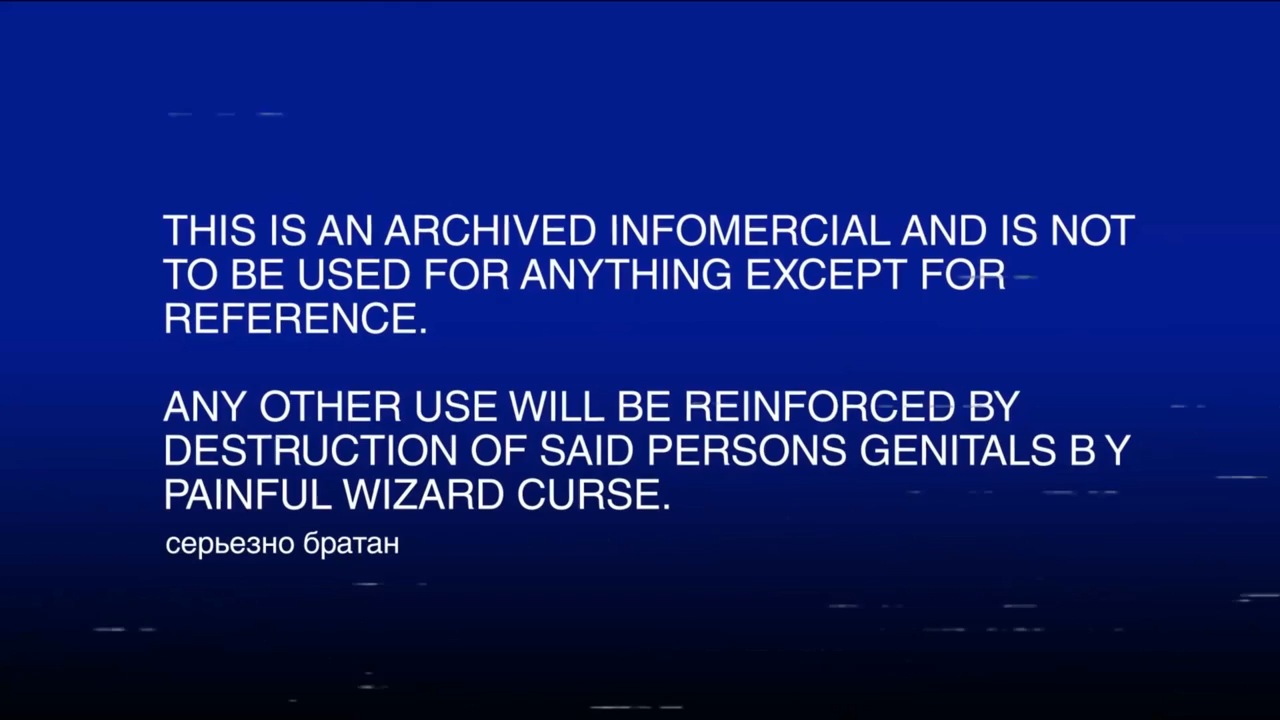 THIS IS AN ARCHIVED INFOMERCIAL AND IS NOT
TO BE USED FOR ANYTHING EXCEPT FOR
REFERENCE.
ANY OTHER USE WILL BE REINFORCED BY
DESTRUCTION OF SAID PERSONS GENITALS B Y
PAINFUL WIZARD CURSE.
серьезно братан